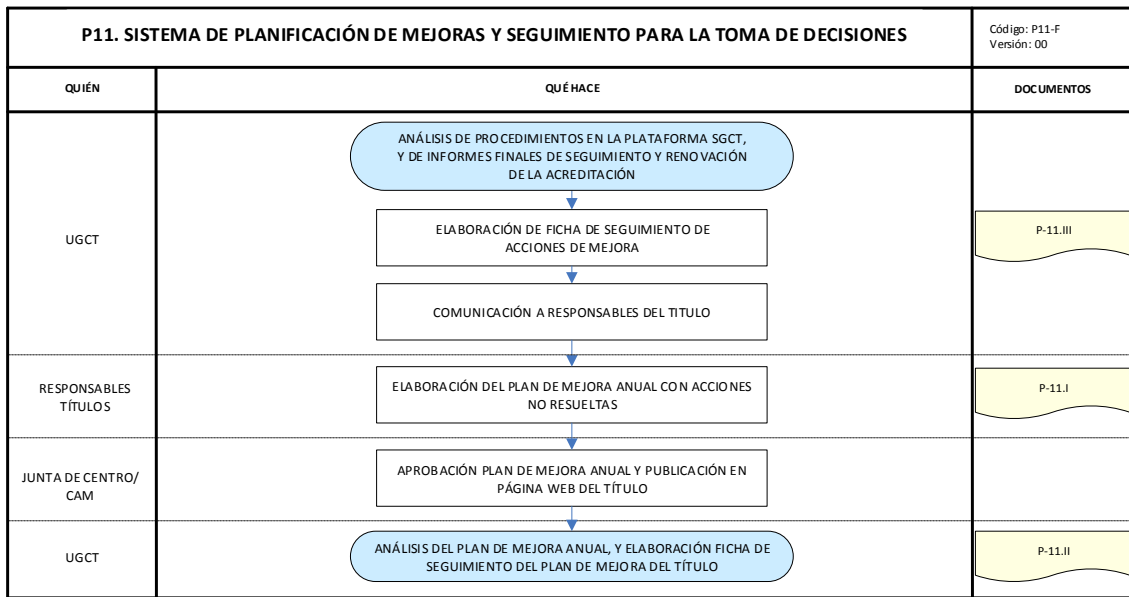 P11. SISTEMA DE PLANIFICACIÓN DE MEJORAS Y SEGUIMIENTO PARA LA TOMA DE DECISIONES
Código: P11-F
Versión: 00
QUIÉN
QUÉ HACE
DOCUMENTOS
ANÁLISIS DE PROCEDIMIENTOS EN LA PLATAFORMA SGCT,
Y DE INFORMES FINALES DE SEGUIMIENTO Y RENOVACIÓN
DE LA ACREDITACIÓN
UGCT
ELABORACIÓN DE FICHA DE SEGUIMIENTO DE
ACCIONES DE MEJORA
P-11.III
COMUNICACIÓN A RESPONSABLES DEL TITULO
RESPONSABLES
TÍTULOS
ELABORACIÓN DEL PLAN DE MEJORA ANUAL CON ACCIONES
NO RESUELTAS
P-11.I
JUNTA DE CENTRO/
CAM
APROBACIÓN PLAN DE MEJORA ANUAL Y PUBLICACIÓN EN
PÁGINA WEB DEL TÍTULO
UGCT
ANÁLISIS DEL PLAN DE MEJORA ANUAL, Y ELABORACIÓN FICHA DE
SEGUIMIENTO DEL PLAN DE MEJORA DEL TÍTULO
P-11.II